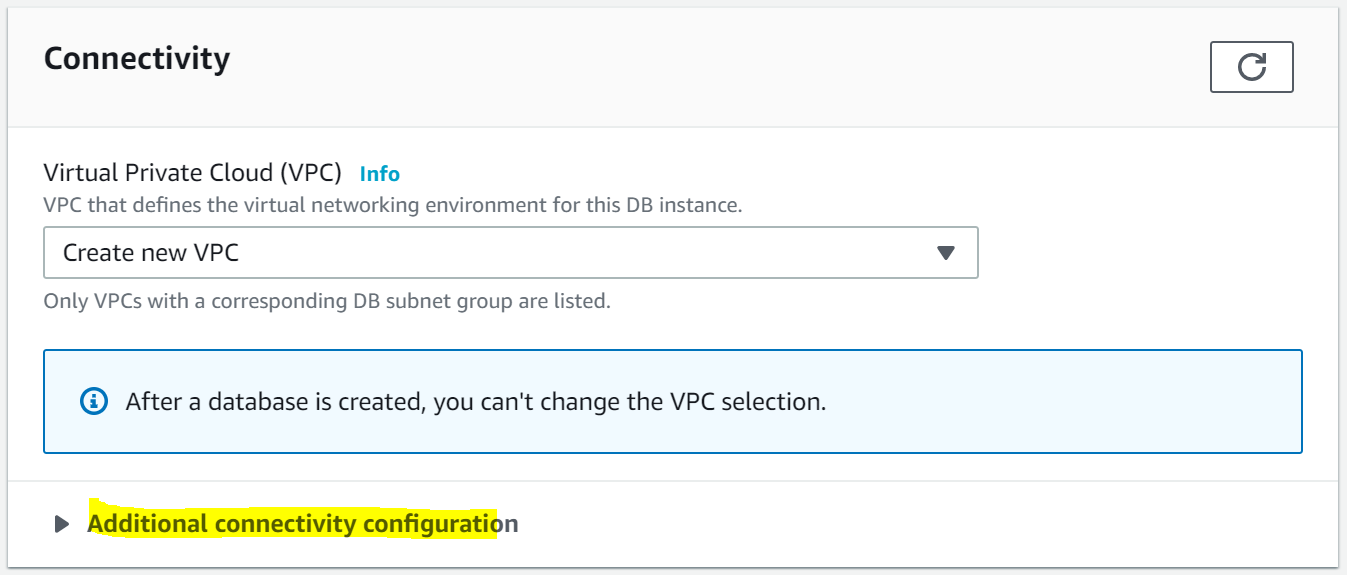 Connectivity
Virtual Private Cloud (VPC) Info
VPC that defines the virtual networking environment for this DB instance.
Create new VPC
Only VPCs with a corresponding DB subnet group are listed.
After a database is created, you can't change the VPC selection.
Additional connectivity configuration